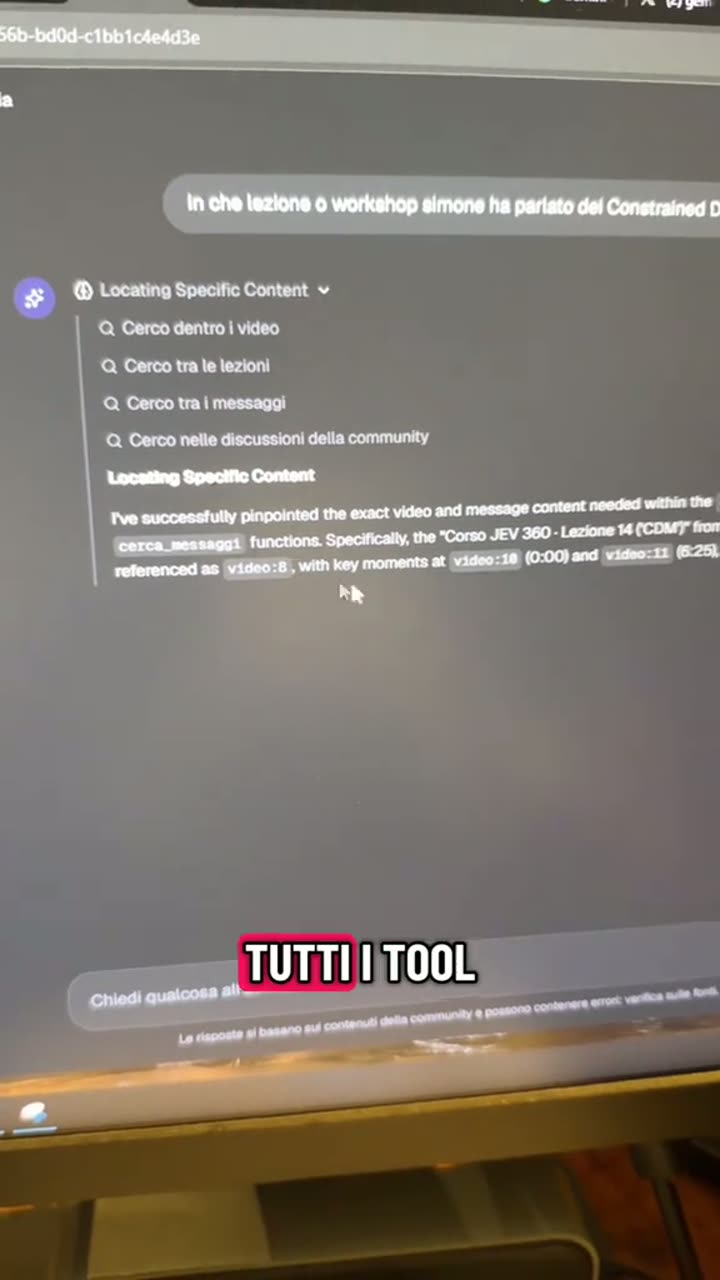 56b-bd0d-c1bb1c4e4d3e
ia
In che lezione o workshop simone ha parlato del Constrained D
Locating Specific Content
Cerco dentro i video
Cerco tra le lezioni
Cerco tra i messaggi
Cerco nelle discussioni della community
Locating Specific Content
I've successfully pinpointed the exact video and message content needed within the
cerca_messaggi functions. Specifically, the "Corso JEV 360 - Lezione 14 ('CDM')" from
referenced as video:8, with key moments at video:10 (0:00) and video:11 (6:25),
TUTTI I TOOL
Chiedi qualcosa
Le risposte si basano sui contenuti della community e possono contenere errori: verifica sulle fonti.